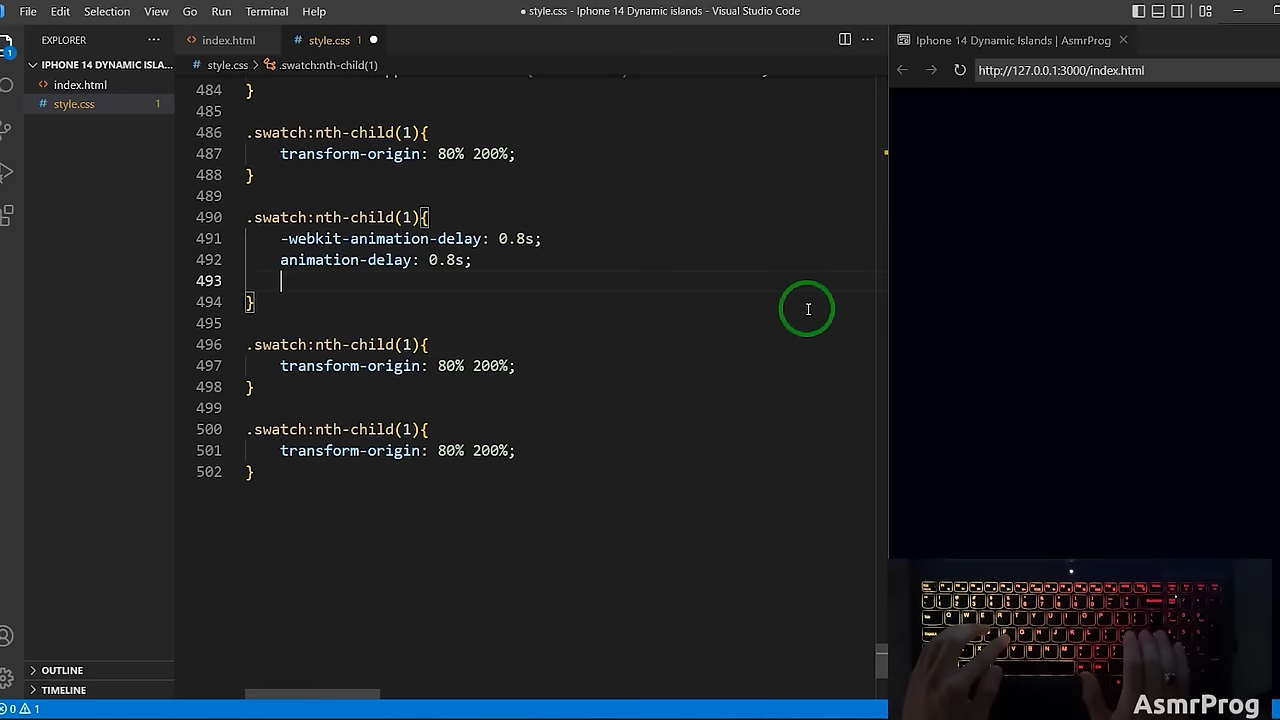 File Edit Selection View Go Run Terminal Help
● style.css - Iphone 14 Dynamic islands - Visual Studio Code
EXPLORER ...
IPHONE 14 DYNAMIC ISLA...
<> index.html
# style.css 1
1
<> index.html
# style.css 1 ●
# style.css > .swatch:nth-child(1)
484 }
485
486 .swatch:nth-child(1){
487 transform-origin: 80% 200%;
488 }
489
490 .swatch:nth-child(1){
491 -webkit-animation-delay: 0.8s;
492 animation-delay: 0.8s;
493
494 }
495
496 .swatch:nth-child(1){
497 transform-origin: 80% 200%;
498 }
499
500 .swatch:nth-child(1){
501 transform-origin: 80% 200%;
502 }
OUTLINE
TIMELINE
0 1
Iphone 14 Dynamic Islands | AsmrProg
http://127.0.0.1:3000/index.html
AsmrProg